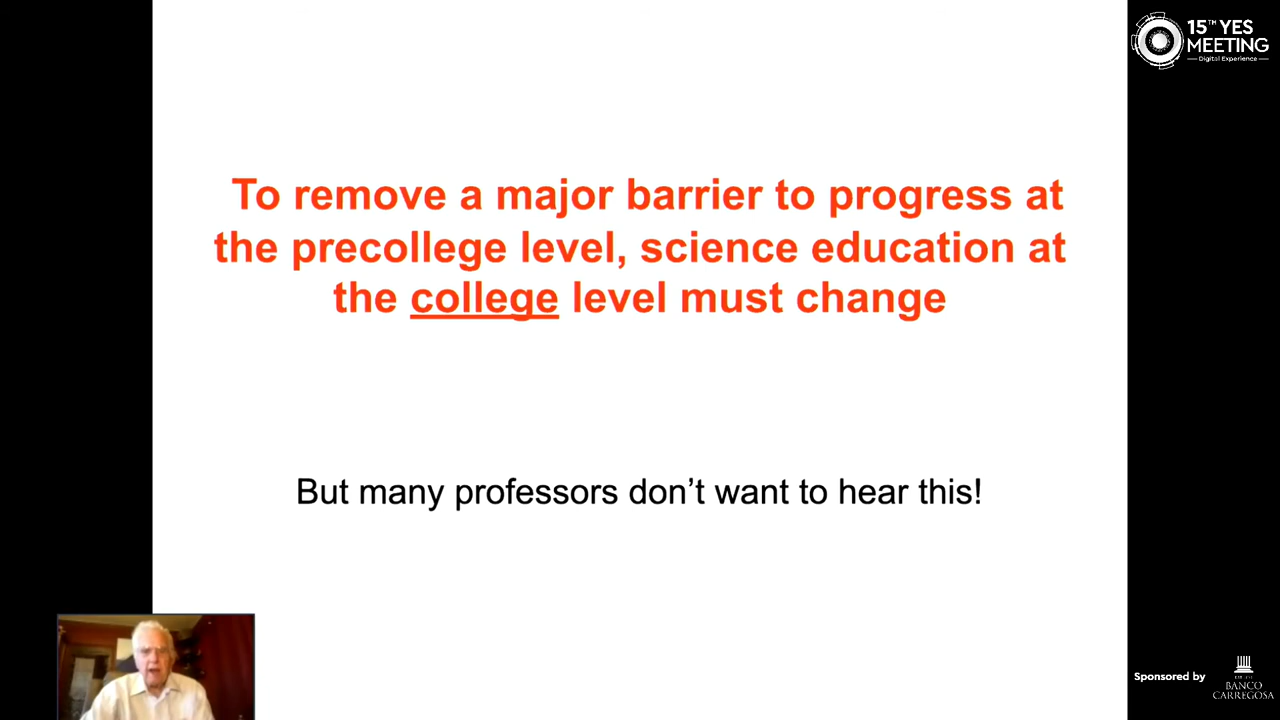 15TH YES
MEETING
Digital Experience
To remove a major barrier to progress at
the precollege level, science education at
the college level must change
But many professors don’t want to hear this!
Sponsored by
BANCO
CARREGOSA